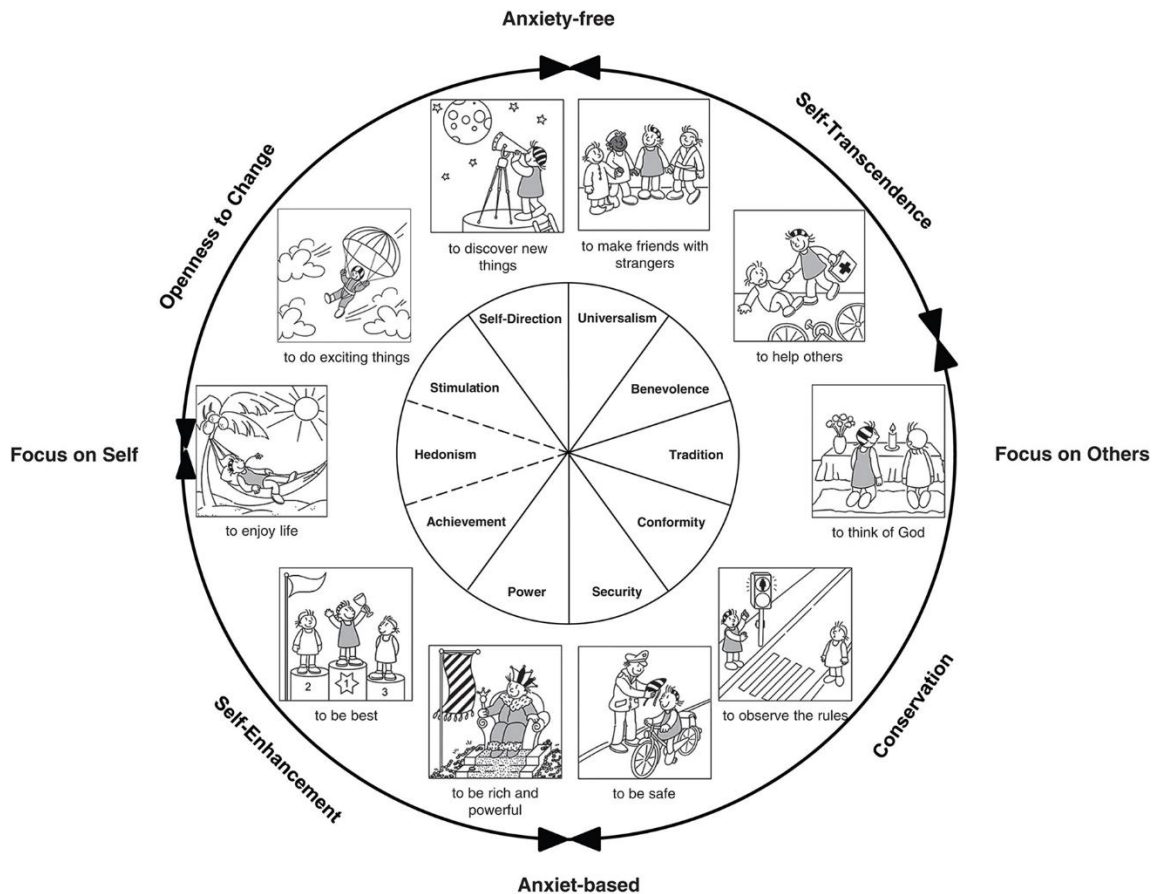 Anxiety-free
Self-Transcendence
Openness to Change
to discover new
things
to make friends with
strangers
to do exciting things
to help others
Self-Direction
Universalism
Stimulation
Benevolence
Focus on Self
Hedonism
Tradition
Focus on Others
to enjoy life
Achievement
Conformity
to think of God
Power
Security
2
1
3
to be best
to observe the rules
Self-Enhancement
Conservation
to be rich and
powerful
to be safe
Anxiet-based